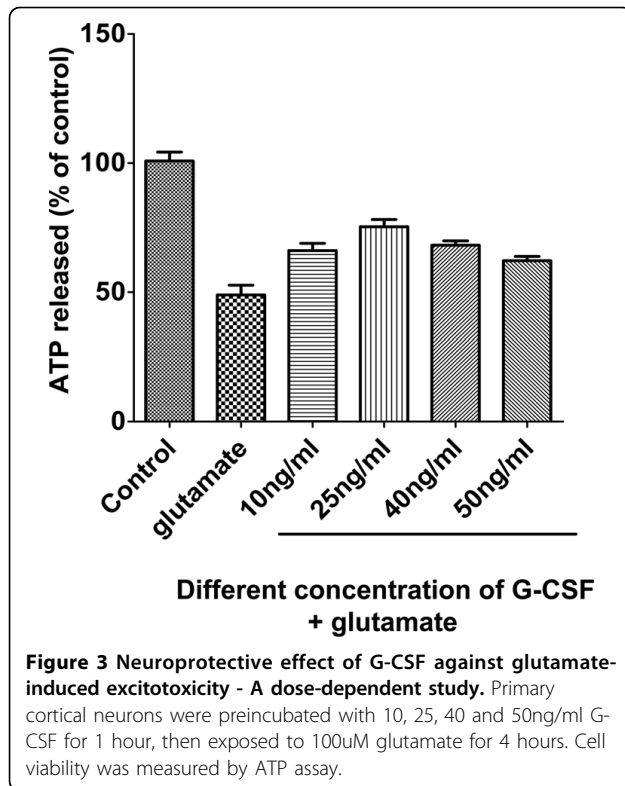 150
100
50
0
ATP released (% of control)
Control
glutamate
10ng/ml
25ng/ml
40ng/ml
50ng/ml
Different concentration of G-CSF
+ glutamate
Figure 3 Neuroprotective effect of G-CSF against glutamate-
induced excitotoxicity - A dose-dependent study. Primary
cortical neurons were preincubated with 10, 25, 40 and 50ng/ml G-
CSF for 1 hour, then exposed to 100uM glutamate for 4 hours. Cell
viability was measured by ATP assay.